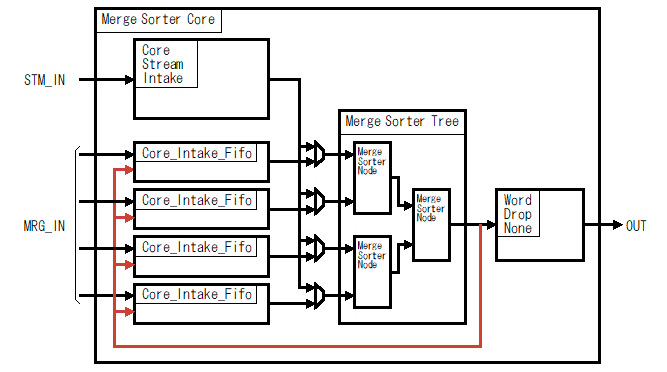 Merge Sorter Core
Core
Stream
Intake
STM_IN
Merge Sorter Tree
Core_Intake_Fifo
Merge
Sorter
Node
Core_Intake_Fifo
Merge
Sorter
Node
Word
Drop
None
MRG_IN
OUT
Core_Intake_Fifo
Merge
Sorter
Node
Core_Intake_Fifo